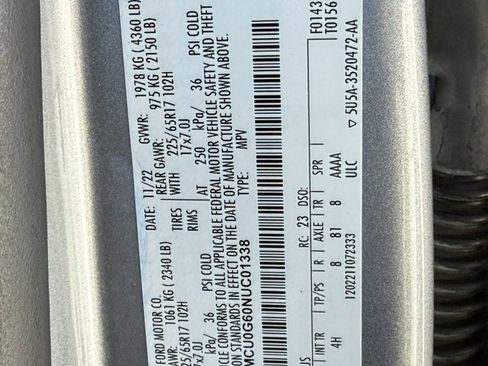 FORD MOTOR CO.
DATE: 11/22 GVWR: 1978 KG ( 4360 LB)
GAWR: 1061 KG ( 2340 LB) REAR GAWR: 975 KG ( 2150 LB)
225/65R17 102H TIRES WITH 225/65R17 102H
17x7.0J RIMS 17x7.0J
kPa/ 36 PSI COLD AT 250 kPa/ 36 PSI COLD
VEHICLE CONFORMS TO ALL APPLICABLE FEDERAL MOTOR VEHICLE SAFETY AND THEFT
PREVENTION STANDARDS IN EFFECT ON THE DATE OF MANUFACTURE SHOWN ABOVE.
MCU0G60NUC01338 TYPE: MPV
F0143
T0156
RC: 23 DSO:
US
INT TR TP/PS R AXLE TR SPR
4H 8 81 8 AAAA
1202211072333 ULC
▽ 5U5A-3520472-AA